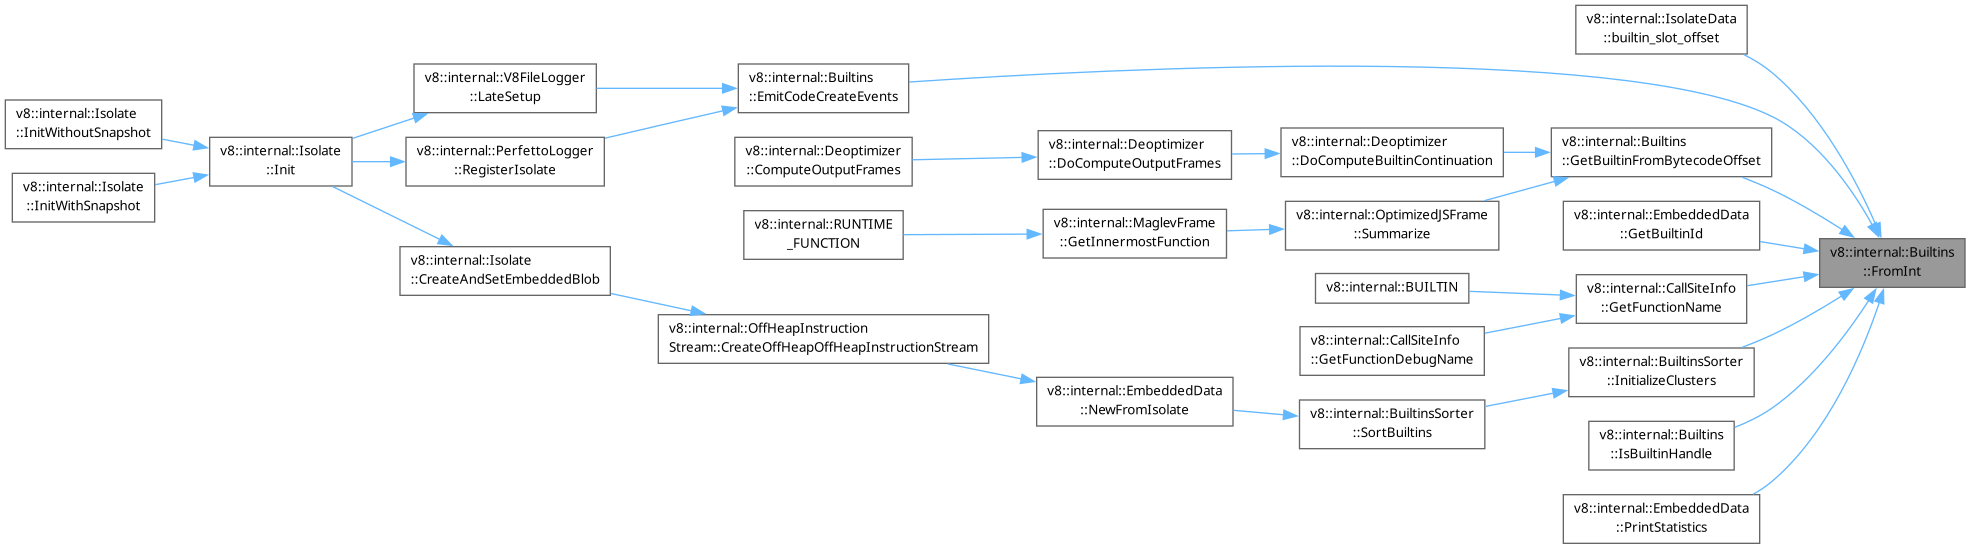 v8::internal::IsolateData
::builtin_slot_offset
v8::internal::V8FileLogger
::LateSetup
v8::internal::Builtins
::EmitCodeCreateEvents
v8::internal::Isolate
::InitWithoutSnapshot
v8::internal::Isolate
::Init
v8::internal::PerfettoLogger
::RegisterIsolate
v8::internal::Deoptimizer
::ComputeOutputFrames
v8::internal::Deoptimizer
::DoComputeOutputFrames
v8::internal::Deoptimizer
::DoComputeBuiltinContinuation
v8::internal::Builtins
::GetBuiltinFromBytecodeOffset
v8::internal::Isolate
::InitWithSnapshot
v8::internal::RUNTIME
_FUNCTION
v8::internal::MaglevFrame
::GetInnermostFunction
v8::internal::OptimizedJSFrame
::Summarize
v8::internal::EmbeddedData
::GetBuiltinId
v8::internal::Builtins
::FromInt
v8::internal::Isolate
::CreateAndSetEmbeddedBlob
v8::internal::BUILTIN
v8::internal::CallSiteInfo
::GetFunctionName
v8::internal::OffHeapInstruction
Stream::CreateOffHeapOffHeapInstructionStream
v8::internal::CallSiteInfo
::GetFunctionDebugName
v8::internal::BuiltinsSorter
::InitializeClusters
v8::internal::EmbeddedData
::NewFromIsolate
v8::internal::BuiltinsSorter
::SortBuiltins
v8::internal::Builtins
::IsBuiltinHandle
v8::internal::EmbeddedData
::PrintStatistics